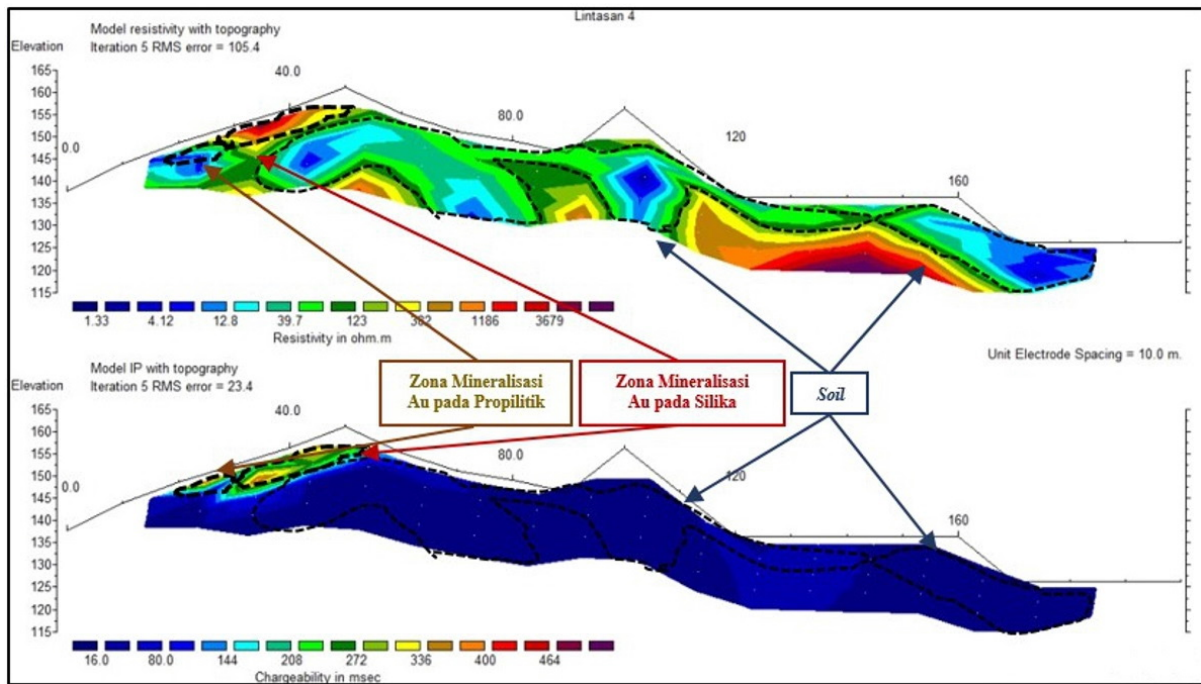 Lintasan 4
Model resistivity with topography
Iteration 5 RMS error = 105.4
Elevation
165
160
155
150
145
140
135
130
125
120
115
0.0
40.0
80.0
120
160
1.33 4.12 12.8 39.7 123 382 1186 3679
Resistivity in ohm.m
Unit Electrode Spacing = 10.0 m.
Zona Mineralisasi
Au pada Propilitik
Zona Mineralisasi
Au pada Silika
Soil
Model IP with topography
Iteration 5 RMS error = 23.4
Elevation
165
160
155
150
145
140
135
130
125
120
115
0.0
40.0
80.0
120
160
16.0 80.0 144 208 272 336 400 464
Chargeability in msec